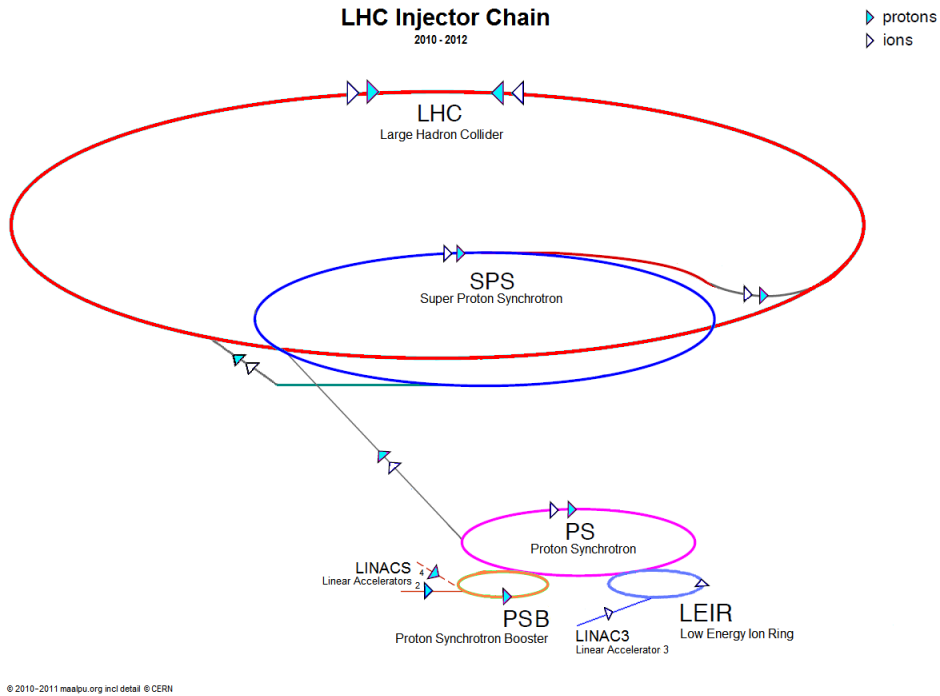 LHC Injector Chain
2010 - 2012
protons
ions
LHC
Large Hadron Collider
SPS
Super Proton Synchrotron
PS
Proton Synchrotron
LINACS
Linear Accelerators
4
2
PSB
Proton Synchrotron Booster
LINAC3
Linear Accelerator 3
LEIR
Low Energy Ion Ring
© 2010-2011 maalpu.org incl detail © CERN